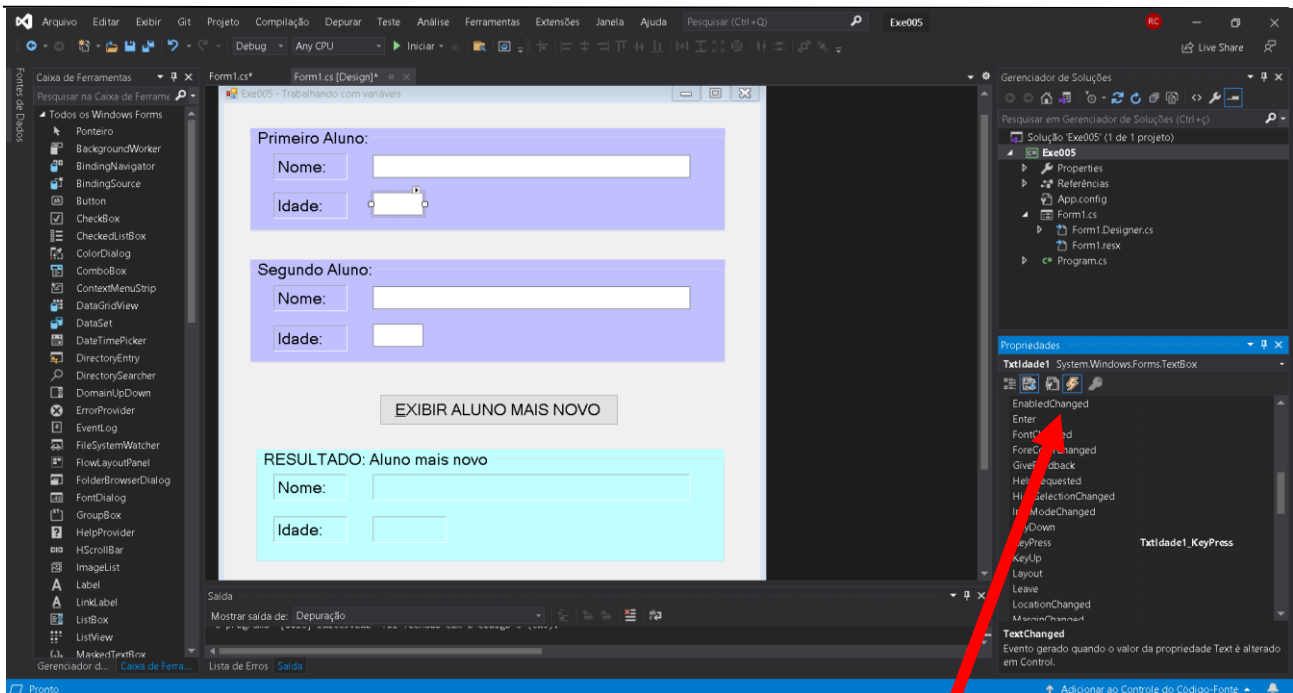 Arquivo Editar Exibir Git Projeto Compilação Depurar Teste Análise Ferramentas Extensões Janela Ajuda Pesquisar (Ctrl+Q) Exe005 RC
Debug Any CPU Iniciar Live Share
Fontes de Dados
Caixa de Ferramentas
Pesquisar na Caixa de Ferrame
Todos os Windows Forms
Ponteiro
BackgroundWorker
BindingNavigator
BindingSource
Button
CheckBox
CheckedListBox
ColorDialog
ComboBox
ContextMenuStrip
DataGridView
DataSet
DateTimePicker
DirectoryEntry
DirectorySearcher
DomainUpDown
ErrorProvider
EventLog
FileSystemWatcher
FlowLayoutPanel
FolderBrowserDialog
FontDialog
GroupBox
HelpProvider
HScrollBar
ImageList
Label
LinkLabel
ListBox
ListView
MaskedTextBox
Gerenciador d... Caixa de Ferra...
Form1.cs* Form1.cs [Design]*
Exe005 - Trabalhando com variáveis
Primeiro Aluno:
Nome:
Idade:
Segundo Aluno:
Nome:
Idade:
EXIBIR ALUNO MAIS NOVO
RESULTADO: Aluno mais novo
Nome:
Idade:
Saída
Mostrar saída de: Depuração
Lista de Erros Saída
Gerenciador de Soluções
Pesquisar em Gerenciador de Soluções (Ctrl+ç)
Solução 'Exe005' (1 de 1 projeto)
C# Exe005
Properties
Referências
App.config
Form1.cs
Form1.Designer.cs
Form1.resx
C# Program.cs
Propriedades
TxtIdade1 System.Windows.Forms.TextBox
EnabledChanged
Enter
GiveFeedback
KeyPress TxtIdade1_KeyPress
KeyUp
Layout
Leave
LocationChanged
MarginChanged
TextChanged
Evento gerado quando o valor da propriedade Text é alterado
em Control.
Pronto Adicionar ao Controle do Código-Fonte